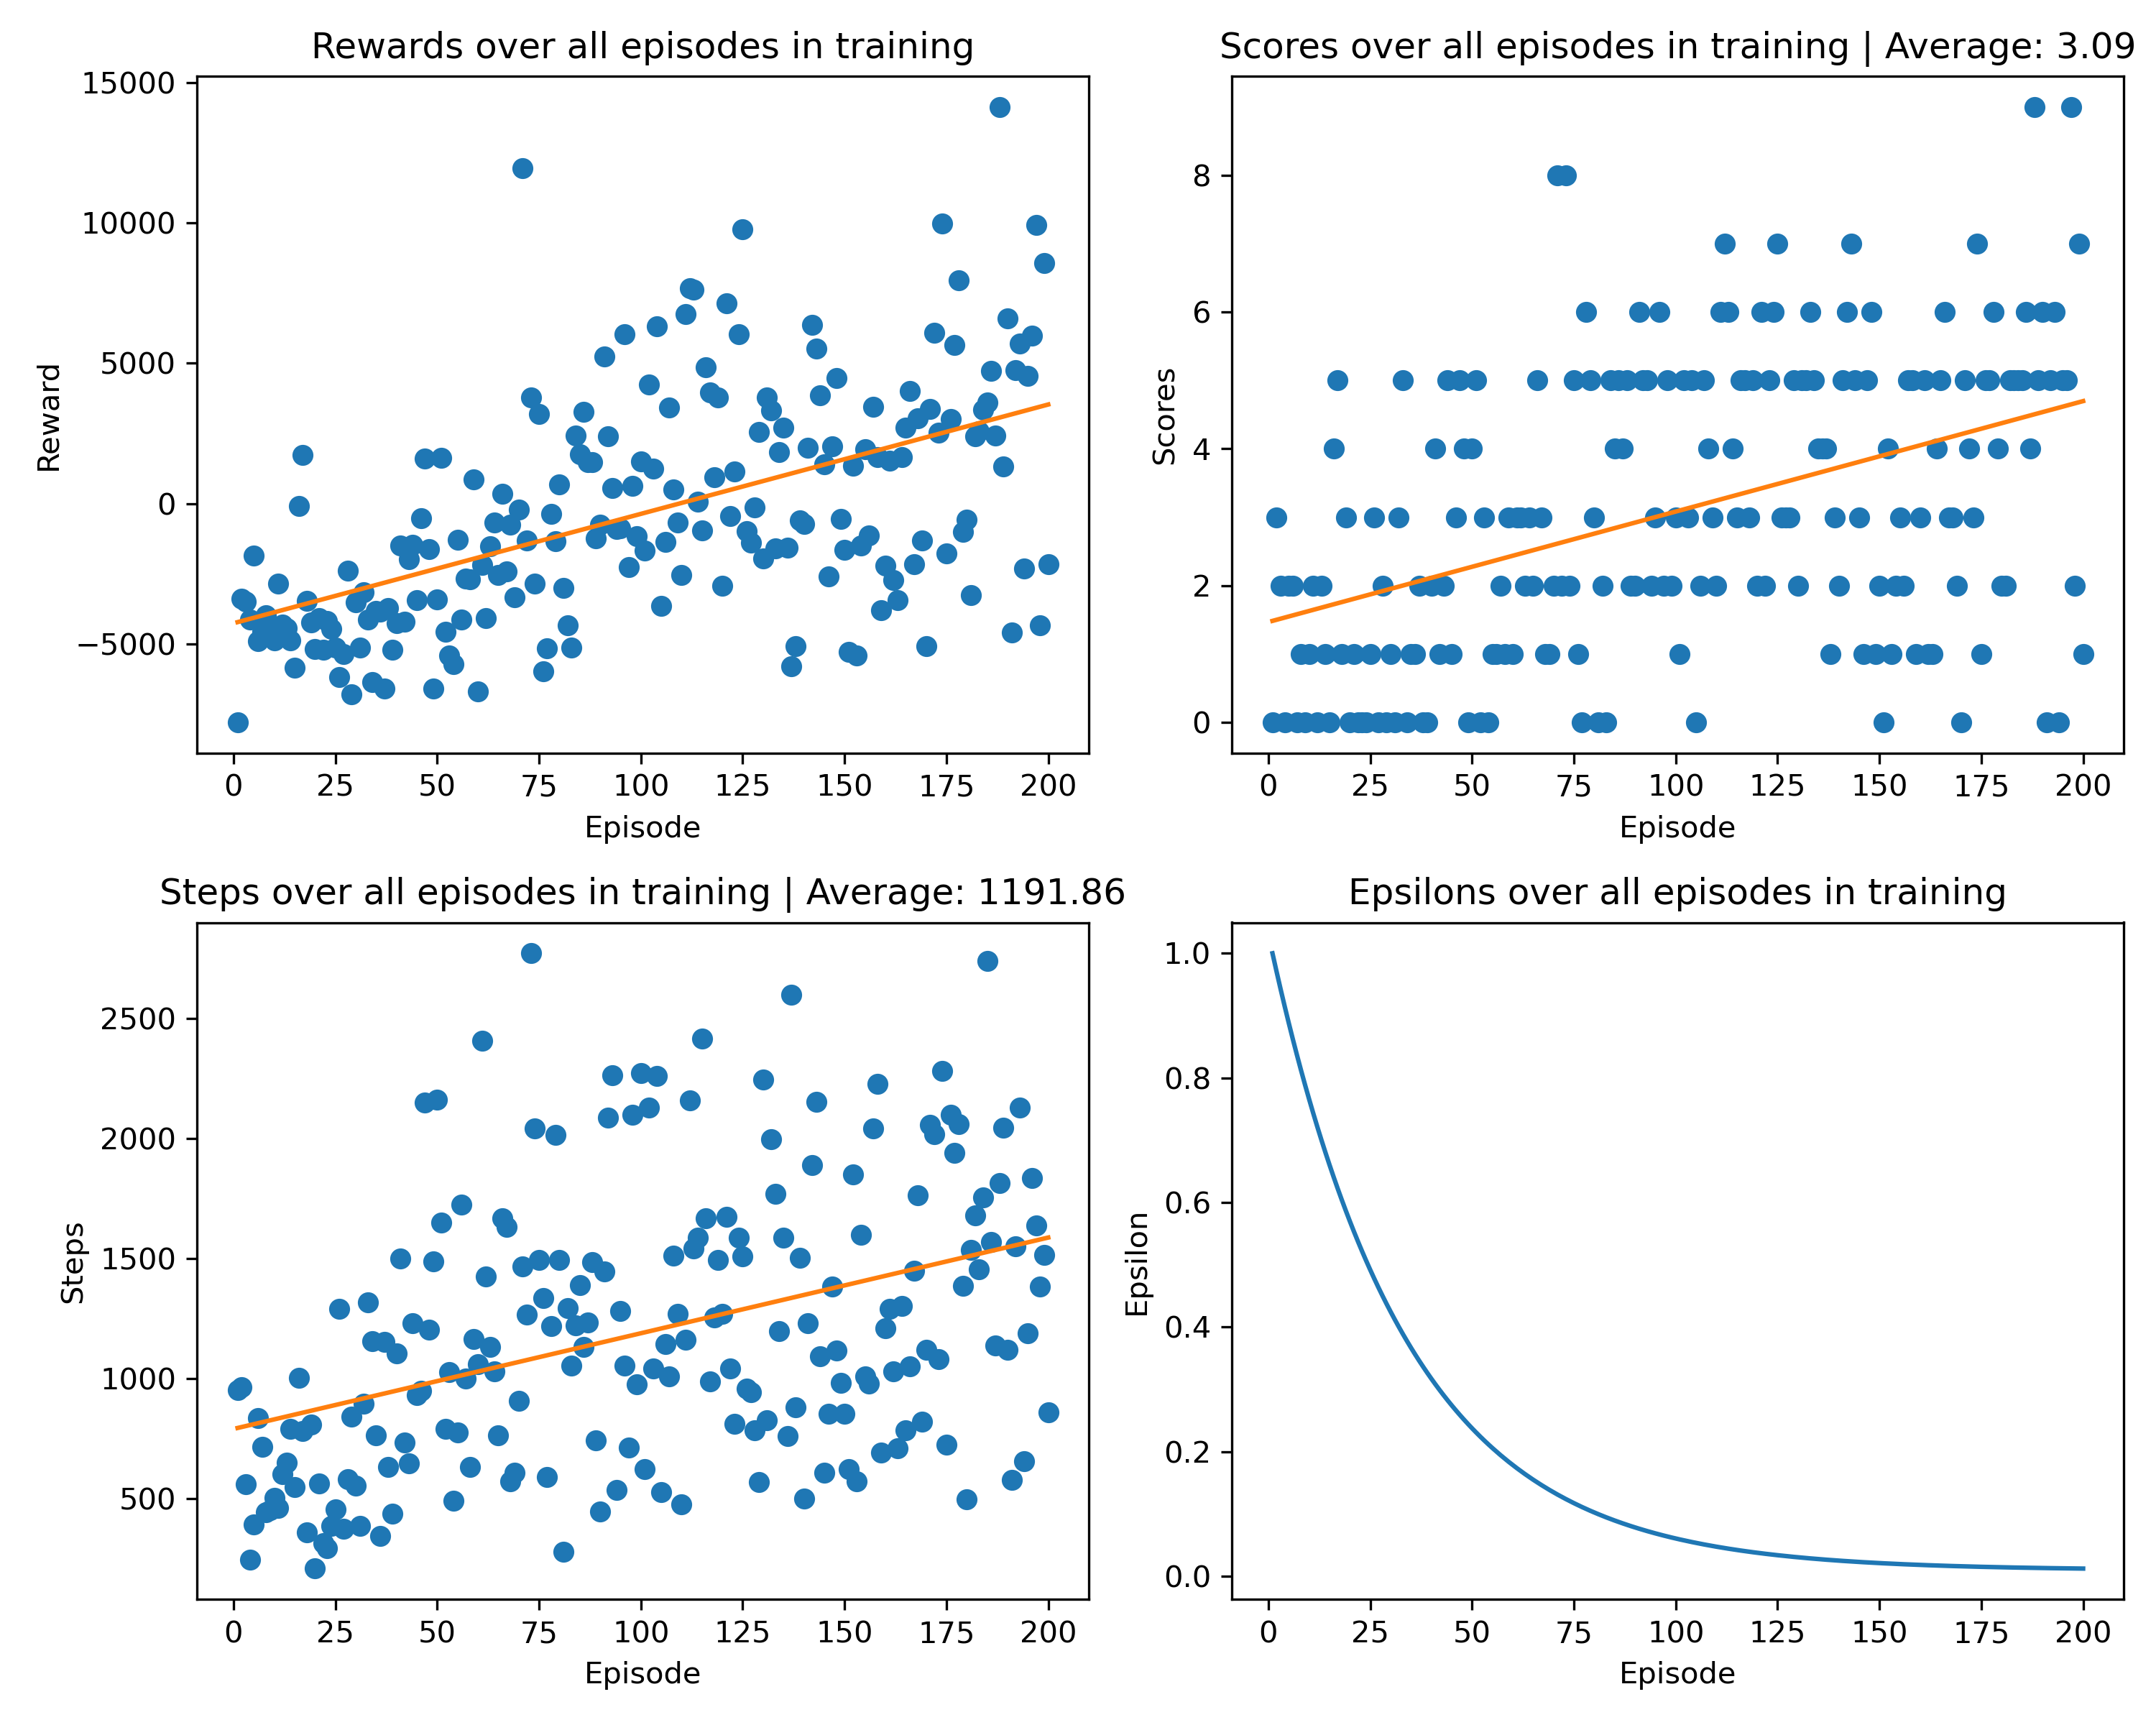 Rewards over all episodes in training
15000
10000
5000
0
−5000
Reward
0 25 50 75 100 125 150 175 200
Episode
Scores over all episodes in training | Average: 3.09
8
6
4
2
0
Scores
0 25 50 75 100 125 150 175 200
Episode
Steps over all episodes in training | Average: 1191.86
2500
2000
1500
1000
500
Steps
0 25 50 75 100 125 150 175 200
Episode
Epsilons over all episodes in training
1.0
0.8
0.6
0.4
0.2
0.0
Epsilon
0 25 50 75 100 125 150 175 200
Episode